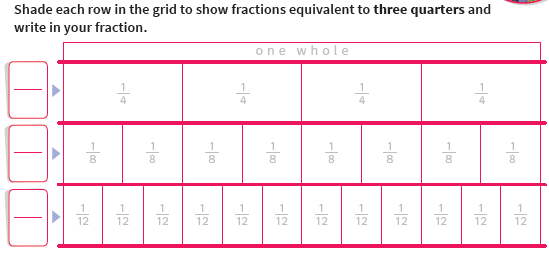 Shade each row in the grid to show fractions equivalent to three quarters and
write in your fraction.
one whole
1/4 1/4 1/4 1/4
1/8 1/8 1/8 1/8 1/8 1/8 1/8 1/8
1/12 1/12 1/12 1/12 1/12 1/12 1/12 1/12 1/12 1/12 1/12 1/12